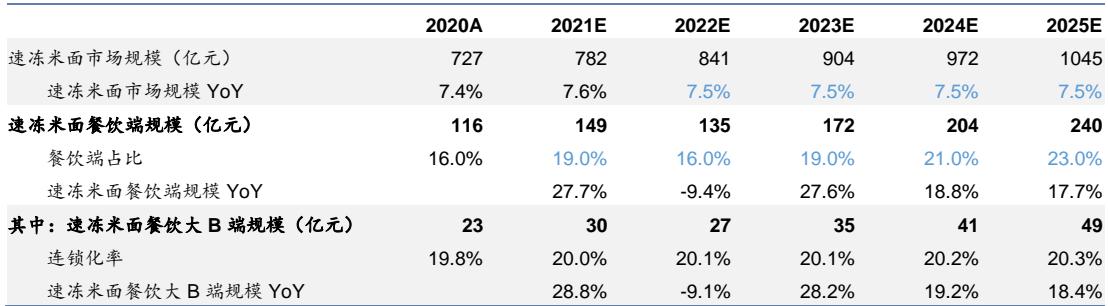 2020A 2021E 2022E 2023E 2024E 2025E
速冻米面市场规模（亿元） 727 782 841 904 972 1045
速冻米面市场规模 YoY 7.4% 7.6% 7.5% 7.5% 7.5% 7.5%
速冻米面餐饮端规模（亿元） 116 149 135 172 204 240
餐饮端占比 16.0% 19.0% 16.0% 19.0% 21.0% 23.0%
速冻米面餐饮端规模 YoY 27.7% -9.4% 27.6% 18.8% 17.7%
其中：速冻米面餐饮大 B 端规模（亿元） 23 30 27 35 41 49
连锁化率 19.8% 20.0% 20.1% 20.1% 20.2% 20.3%
速冻米面餐饮大 B 端规模 YoY 28.8% -9.1% 28.2% 19.2% 18.4%